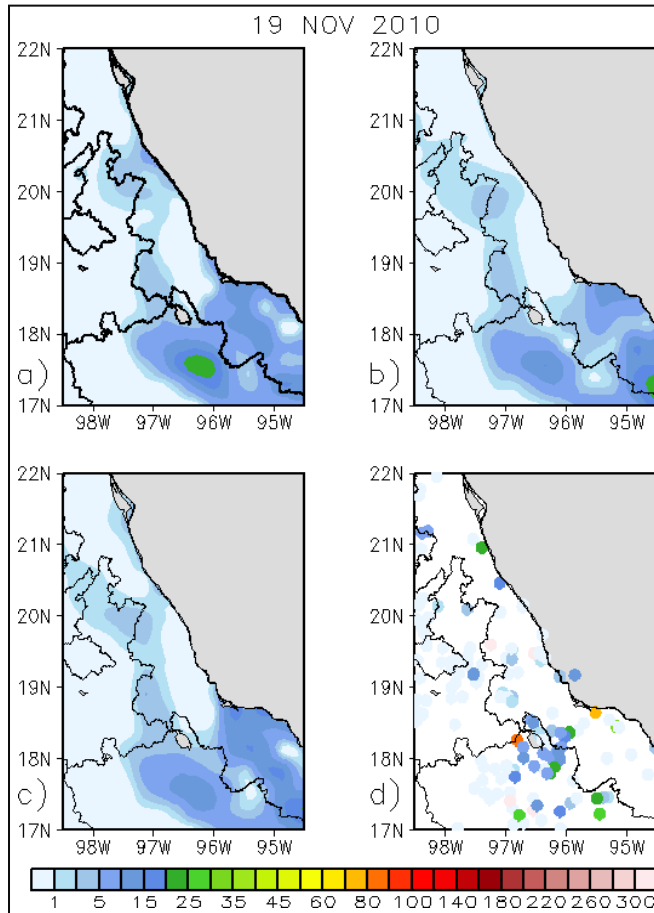 19 NOV 2010
22N
21N
20N
19N
18N
17N
98W 97W 96W 95W
a)
22N
21N
20N
19N
18N
17N
98W 97W 96W 95W
b)
22N
21N
20N
19N
18N
17N
98W 97W 96W 95W
c)
22N
21N
20N
19N
18N
17N
98W 97W 96W 95W
d)
1 5 15 25 35 45 60 80 100 140 180 220 260 300